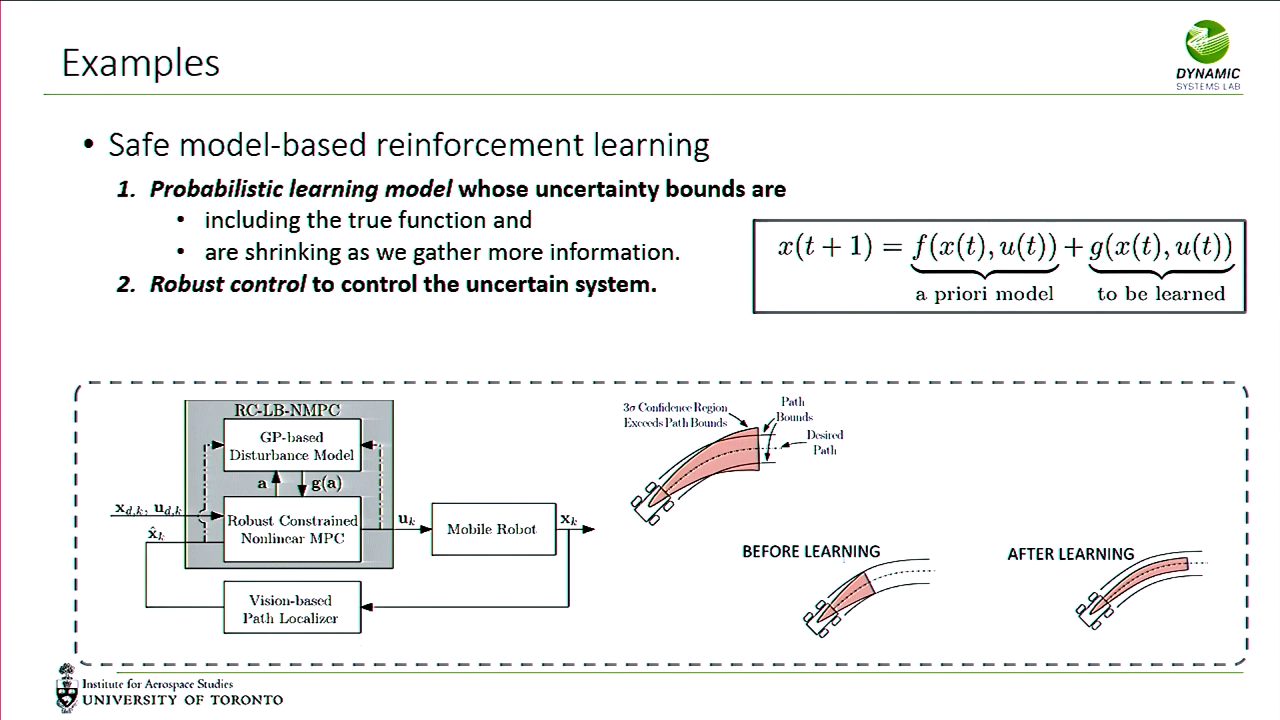 Examples
DYNAMIC
SYSTEMS LAB
• Safe model-based reinforcement learning
1. Probabilistic learning model whose uncertainty bounds are
• including the true function and
• are shrinking as we gather more information.
2. Robust control to control the uncertain system.
x(t + 1) = f(x(t), u(t)) + g(x(t), u(t))
a priori model to be learned
RC-LB-NMPC
GP-based
Disturbance Model
a g(a)
x_{d,k}, u_{d,k}
x̂_k
Robust Constrained
Nonlinear MPC
u_k
Mobile Robot
x_k
Vision-based
Path Localizer
3σ Confidence Region
Exceeds Path Bounds
Path
Bounds
Desired
Path
BEFORE LEARNING
AFTER LEARNING
Institute for Aerospace Studies
UNIVERSITY OF TORONTO